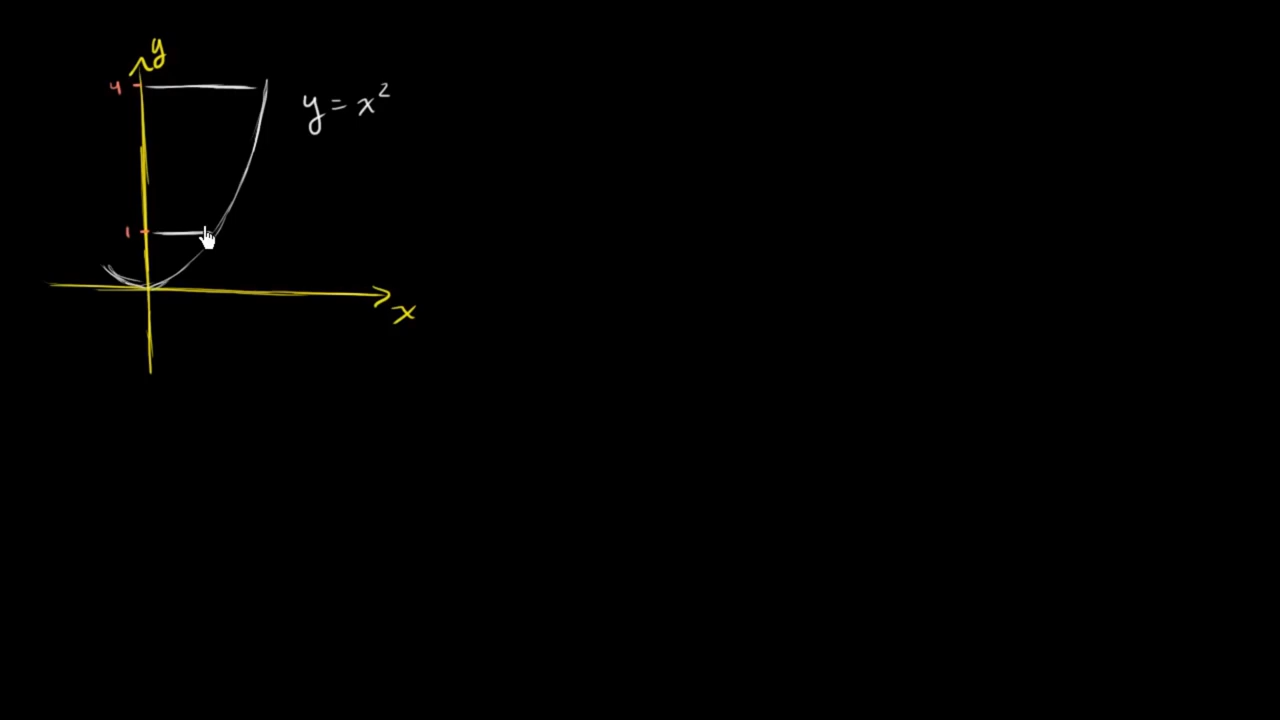 y
4
y = x²
1
x